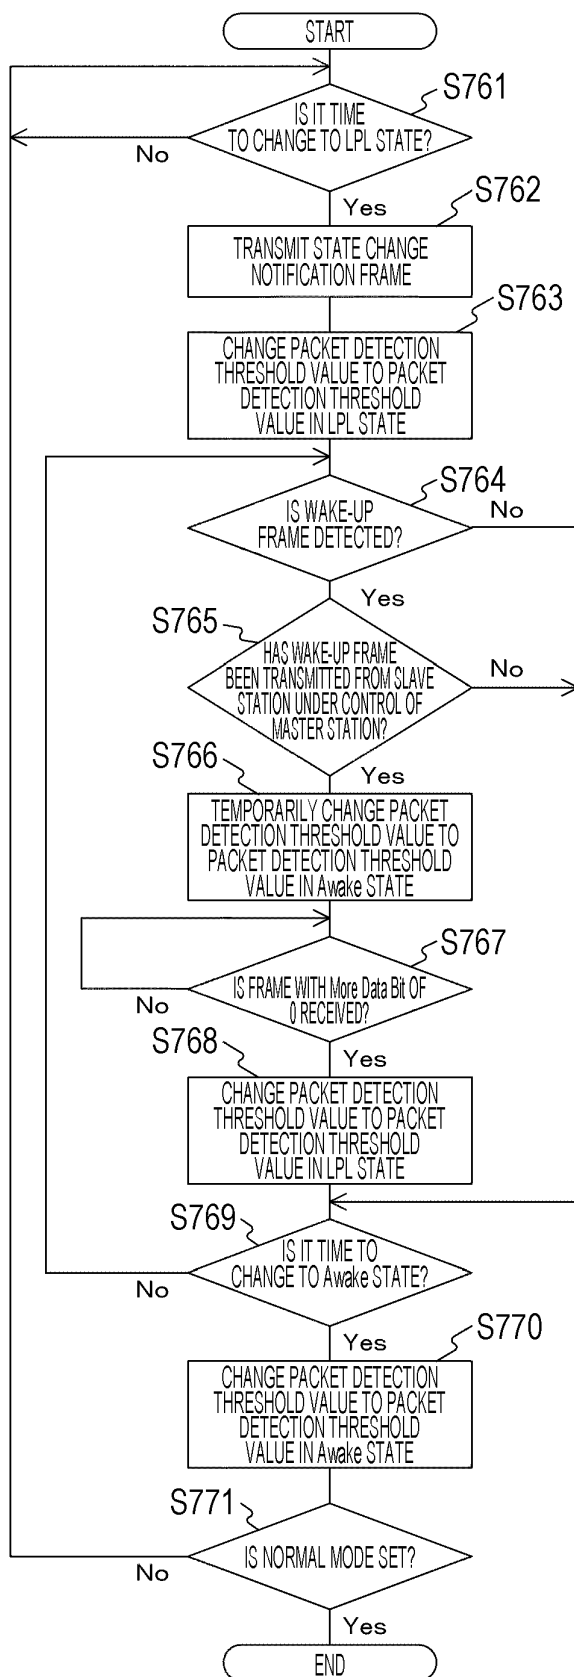 START
S761
IS IT TIME
TO CHANGE TO LPL STATE?
No
Yes
S762
TRANSMIT STATE CHANGE
NOTIFICATION FRAME
S763
CHANGE PACKET DETECTION
THRESHOLD VALUE TO PACKET
DETECTION THRESHOLD
VALUE IN LPL STATE
S764
IS WAKE-UP
FRAME DETECTED?
No
Yes
S765
HAS WAKE-UP FRAME
BEEN TRANSMITTED FROM SLAVE
STATION UNDER CONTROL OF
MASTER STATION?
No
Yes
S766
TEMPORARILY CHANGE PACKET
DETECTION THRESHOLD VALUE TO
PACKET DETECTION THRESHOLD
VALUE IN Awake STATE
S767
IS FRAME WITH More Data Bit OF
0 RECEIVED?
No
Yes
S768
CHANGE PACKET DETECTION
THRESHOLD VALUE TO PACKET
DETECTION THRESHOLD
VALUE IN LPL STATE
S769
IS IT TIME TO
CHANGE TO Awake STATE?
No
Yes
S770
CHANGE PACKET DETECTION
THRESHOLD VALUE TO PACKET
DETECTION THRESHOLD
VALUE IN Awake STATE
S771
IS NORMAL MODE SET?
No
Yes
END